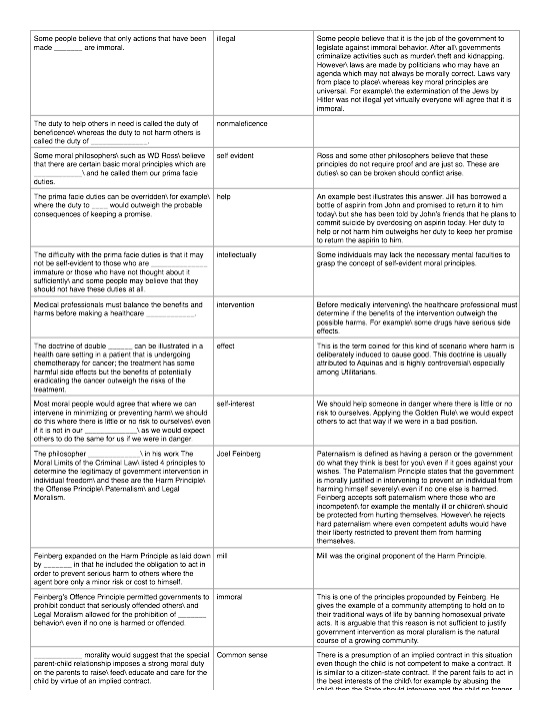 Some people believe that only actions that have been
made _______ are immoral.
illegal
Some people believe that it is the job of the government to
legislate against immoral behavior. After all\ governments
criminalize activities such as murder\ theft and kidnapping.
However\ laws are made by politicians who may have an
agenda which may not always be morally correct. Laws vary
from place to place\ whereas key moral principles are
universal. For example\ the extermination of the Jews by
Hitler was not illegal yet virtually everyone will agree that it is
immoral.
The duty to help others in need is called the duty of
beneficence\ whereas the duty to not harm others is
called the duty of _______________.
nonmaleficence
Some moral philosophers\ such as WD Ross\ believe
that there are certain basic moral principles which are
_____________\ and he called them our prima facie
duties.
self evident
Ross and some other philosophers believe that these
principles do not require proof and are just so. These are
duties\ so can be broken should conflict arise.
The prima facie duties can be overridden\ for example\
where the duty to ____ would outweigh the probable
consequences of keeping a promise.
help
An example best illustrates this answer. Jill has borrowed a
bottle of aspirin from John and promised to return it to him
today\ but she has been told by John's friends that he plans to
commit suicide by overdosing on aspirin today. Her duty to
help or not harm him outweighs her duty to keep her promise
to return the aspirin to him.
The difficulty with the prima facie duties is that it may
not be self-evident to those who are ______________
immature or those who have not thought about it
sufficiently\ and some people may believe that they
should not have these duties at all.
intellectually
Some individuals may lack the necessary mental faculties to
grasp the concept of self-evident moral principles.
Medical professionals must balance the benefits and
harms before making a healthcare ____________.
intervention
Before medically intervening\ the healthcare professional must
determine if the benefits of the intervention outweigh the
possible harms. For example\ some drugs have serious side
effects.
The doctrine of double ______ can be illustrated in a
health care setting in a patient that is undergoing
chemotherapy for cancer; the treatment has some
harmful side effects but the benefits of potentially
eradicating the cancer outweigh the risks of the
treatment.
effect
This is the term coined for this kind of scenario where harm is
deliberately induced to cause good. This doctrine is usually
attributed to Aquinas and is highly controversial\ especially
among Utilitarians.
Most moral people would agree that where we can
intervene in minimizing or preventing harm\ we should
do this where there is little or no risk to ourselves\ even
if it is not in our _____________\ as we would expect
others to do the same for us if we were in danger.
self-interest
We should help someone in danger where there is little or no
risk to ourselves. Applying the Golden Rule\ we would expect
others to act that way if we were in a bad position.
The philosopher _____________\ in his work The
Moral Limits of the Criminal Law\ listed 4 principles to
determine the legitimacy of government intervention in
individual freedom\ and these are the Harm Principle\
the Offense Principle\ Paternalism\ and Legal
Moralism.
Joel Feinberg
Paternalism is defined as having a person or the government
do what they think is best for you\ even if it goes against your
wishes. The Paternalism Principle states that the government
is morally justified in intervening to prevent an individual from
harming himself severely\ even if no one else is harmed.
Feinberg accepts soft paternalism where those who are
incompetent\ for example the mentally ill or children\ should
be protected from hurting themselves. However\ he rejects
hard paternalism where even competent adults would have
their liberty restricted to prevent them from harming
themselves.
Feinberg expanded on the Harm Principle as laid down
by _______ in that he included the obligation to act in
order to prevent serious harm to others where the
agent bore only a minor risk or cost to himself.
mill
Mill was the original proponent of the Harm Principle.
Feinberg's Offence Principle permitted governments to
prohibit conduct that seriously offended others\ and
Legal Moralism allowed for the prohibition of _______
behavior\ even if no one is harmed or offended.
immoral
This is one of the principles propounded by Feinberg. He
gives the example of a community attempting to hold on to
their traditional ways of life by banning homosexual private
acts. It is arguable that this reason is not sufficient to justify
government intervention as moral pluralism is the natural
course of a growing community.
____________ morality would suggest that the special
parent-child relationship imposes a strong moral duty
on the parents to raise\ feed\ educate and care for the
child by virtue of an implied contract.
Common sense
There is a presumption of an implied contract in this situation
even though the child is not competent to make a contract. It
is similar to a citizen-state contract. If the parents fail to act in
the best interests of the child\ for example by abusing the
child\ then the State should intervene and the child no longer